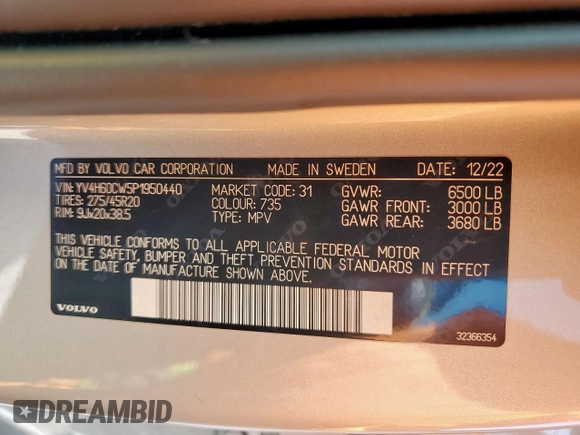 MFD BY VOLVO CAR CORPORATION MADE IN SWEDEN DATE: 12/22
VIN: YV4H60CW5P1950440 MARKET CODE: 31 GVWR: 6500 LB
TIRES: 275/45R20 COLOUR: 735 GAWR FRONT: 3000 LB
RIM: 9Jx20x38.5 TYPE: MPV GAWR REAR: 3680 LB
THIS VEHICLE CONFORMS TO ALL APPLICABLE FEDERAL MOTOR
VEHICLE SAFETY, BUMPER AND THEFT PREVENTION STANDARDS IN EFFECT
ON THE DATE OF MANUFACTURE SHOWN ABOVE.
VOLVO 32366354
DREAMBID